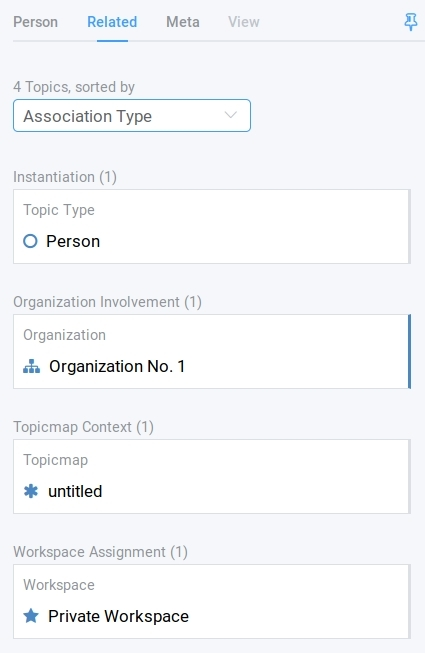 Person Related Meta View
4 Topics, sorted by
Association Type
Instantiation (1)
Topic Type
Person
Organization Involvement (1)
Organization
Organization No. 1
Topicmap Context (1)
Topicmap
untitled
Workspace Assignment (1)
Workspace
Private Workspace